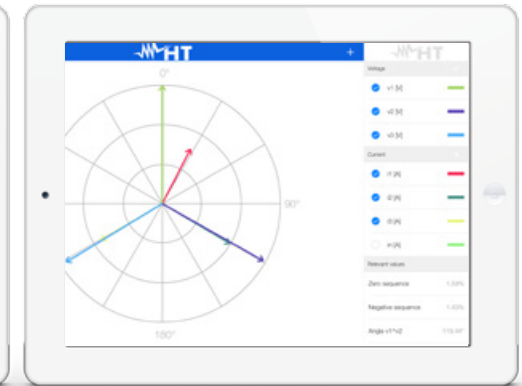 HT
+
HT
0°
90°
180°
Voltage
v1 [V]
v2 [V]
v3 [V]
Current
i1 [A]
i2 [A]
i3 [A]
in [A]
Relevant values
Zero sequence
Negative sequence
Angle v1^v2